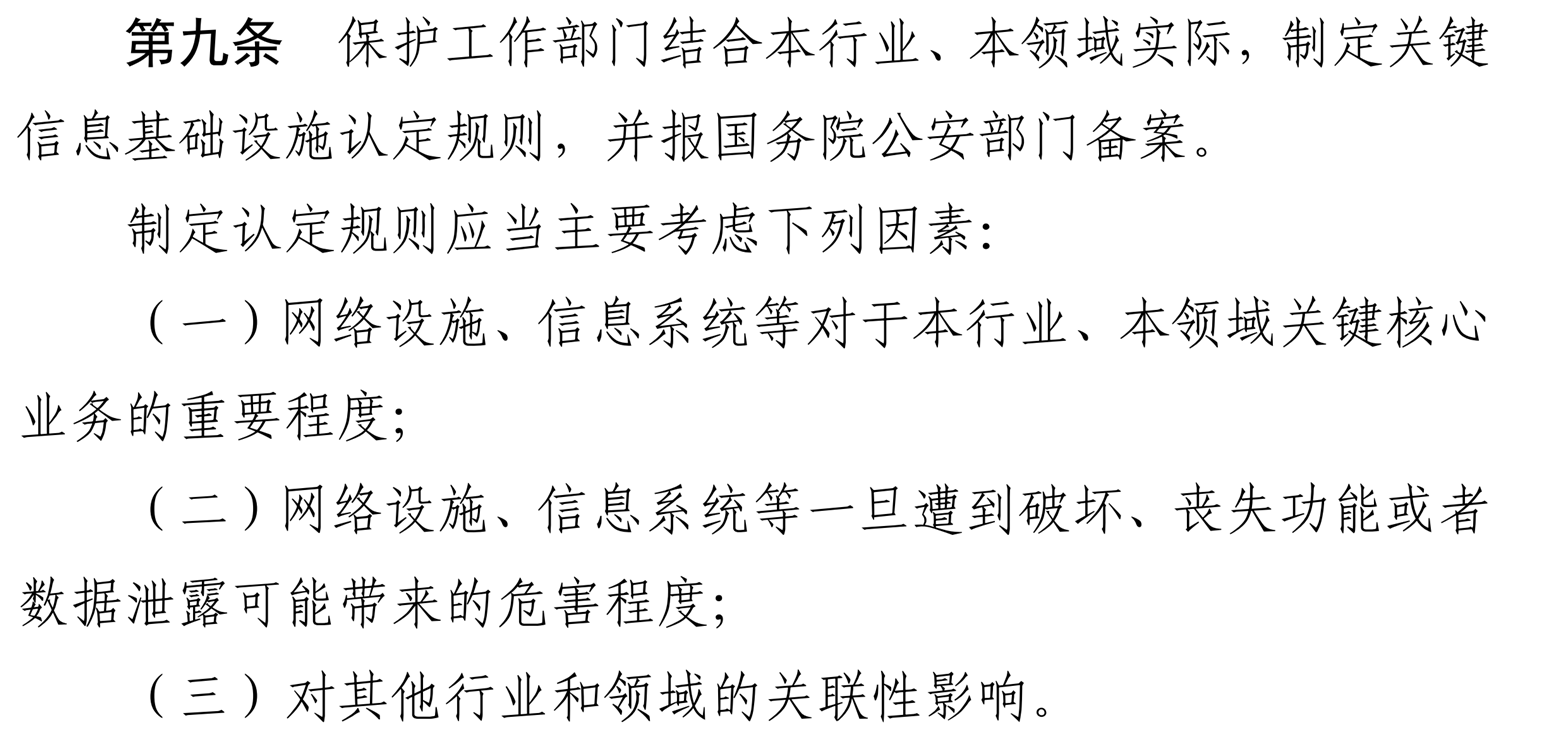 第九条　保护工作部门结合本行业、本领域实际，制定关键
信息基础设施认定规则，并报国务院公安部门备案。
制定认定规则应当主要考虑下列因素：
（一）网络设施、信息系统等对于本行业、本领域关键核心
业务的重要程度；
（二）网络设施、信息系统等一旦遭到破坏、丧失功能或者
数据泄露可能带来的危害程度；
（三）对其他行业和领域的关联性影响。